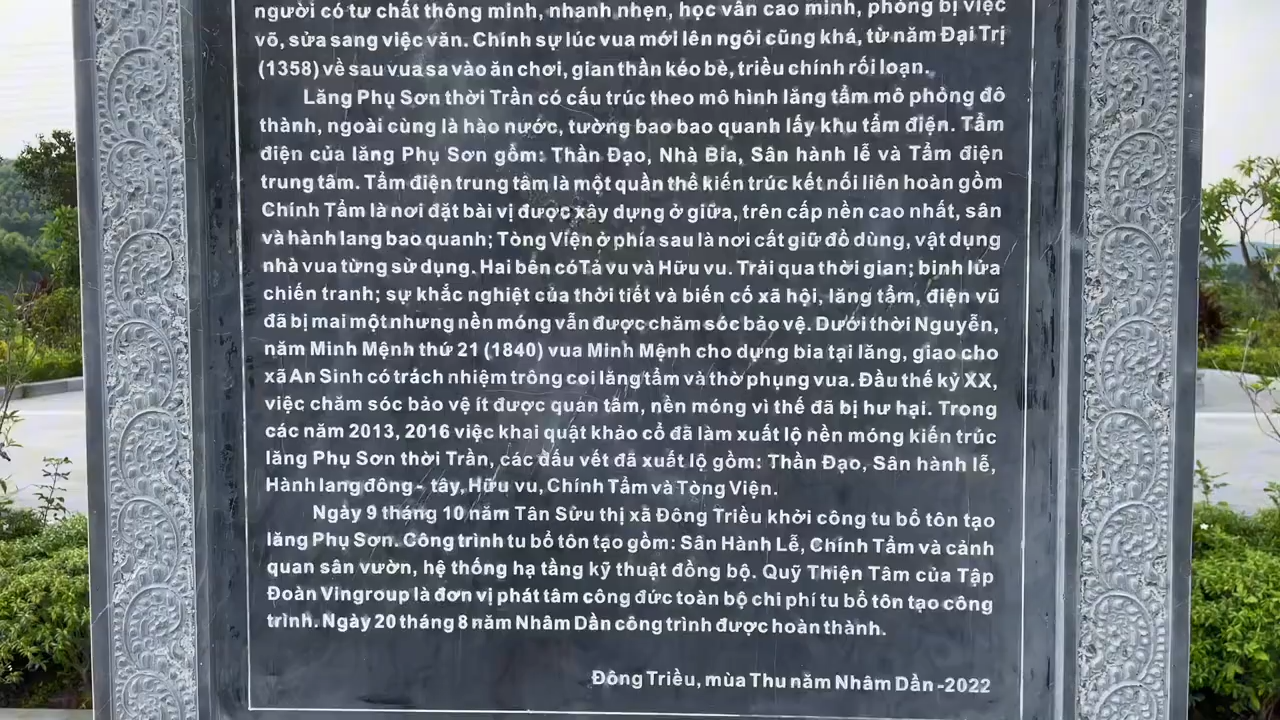 người có tư chất thông minh, nhanh nhẹn, học vấn cao minh, phòng bị việc
võ, sửa sang việc văn. Chính sự lúc vua mới lên ngôi cũng khá, từ năm Đại Trị
(1358) về sau vua sa vào ăn chơi, gian thần kéo bè, triều chính rối loạn.
Lăng Phụ Sơn thời Trần có cấu trúc theo mô hình lăng tẩm mô phỏng đô
thành, ngoài cùng là hào nước, tường bao bao quanh lấy khu tẩm điện. Tẩm
điện của lăng Phụ Sơn gồm: Thần Đạo, Nhà Bia, Sân hành lễ và Tẩm điện
trung tâm. Tẩm điện trung tâm là một quần thể kiến trúc kết nối liên hoàn gồm
Chính Tẩm là nơi đặt bài vị được xây dựng ở giữa, trên cấp nền cao nhất, sân
và hành lang bao quanh; Tòng Viện ở phía sau là nơi cất giữ đồ dùng, vật dụng
nhà vua từng sử dụng. Hai bên có Tả vu và Hữu vu. Trải qua thời gian; binh lửa
chiến tranh; sự khắc nghiệt của thời tiết và biến cố xã hội, lăng tẩm, điện vũ
đã bị mai một nhưng nền móng vẫn được chăm sóc bảo vệ. Dưới thời Nguyễn,
năm Minh Mệnh thứ 21 (1840) vua Minh Mệnh cho dựng bia tại lăng, giao cho
xã An Sinh có trách nhiệm trông coi lăng tẩm và thờ phụng vua. Đầu thế kỷ XX,
việc chăm sóc bảo vệ ít được quan tâm, nền móng vì thế đã bị hư hại. Trong
các năm 2013, 2016 việc khai quật khảo cổ đã làm xuất lộ nền móng kiến trúc
lăng Phụ Sơn thời Trần, các dấu vết đã xuất lộ gồm: Thần Đạo, Sân hành lễ,
Hành lang đông - tây, Hữu vu, Chính Tẩm và Tòng Viện.
Ngày 9 tháng 10 năm Tân Sửu thị xã Đông Triều khởi công tu bổ tôn tạo
lăng Phụ Sơn. Công trình tu bổ tôn tạo gồm: Sân Hành Lễ, Chính Tẩm và cảnh
quan sân vườn, hệ thống hạ tầng kỹ thuật đồng bộ. Quỹ Thiện Tâm của Tập
Đoàn Vingroup là đơn vị phát tâm công đức toàn bộ chi phí tu bổ tôn tạo công
trình. Ngày 20 tháng 8 năm Nhâm Dần công trình được hoàn thành.
Đông Triều, mùa Thu năm Nhâm Dần -2022